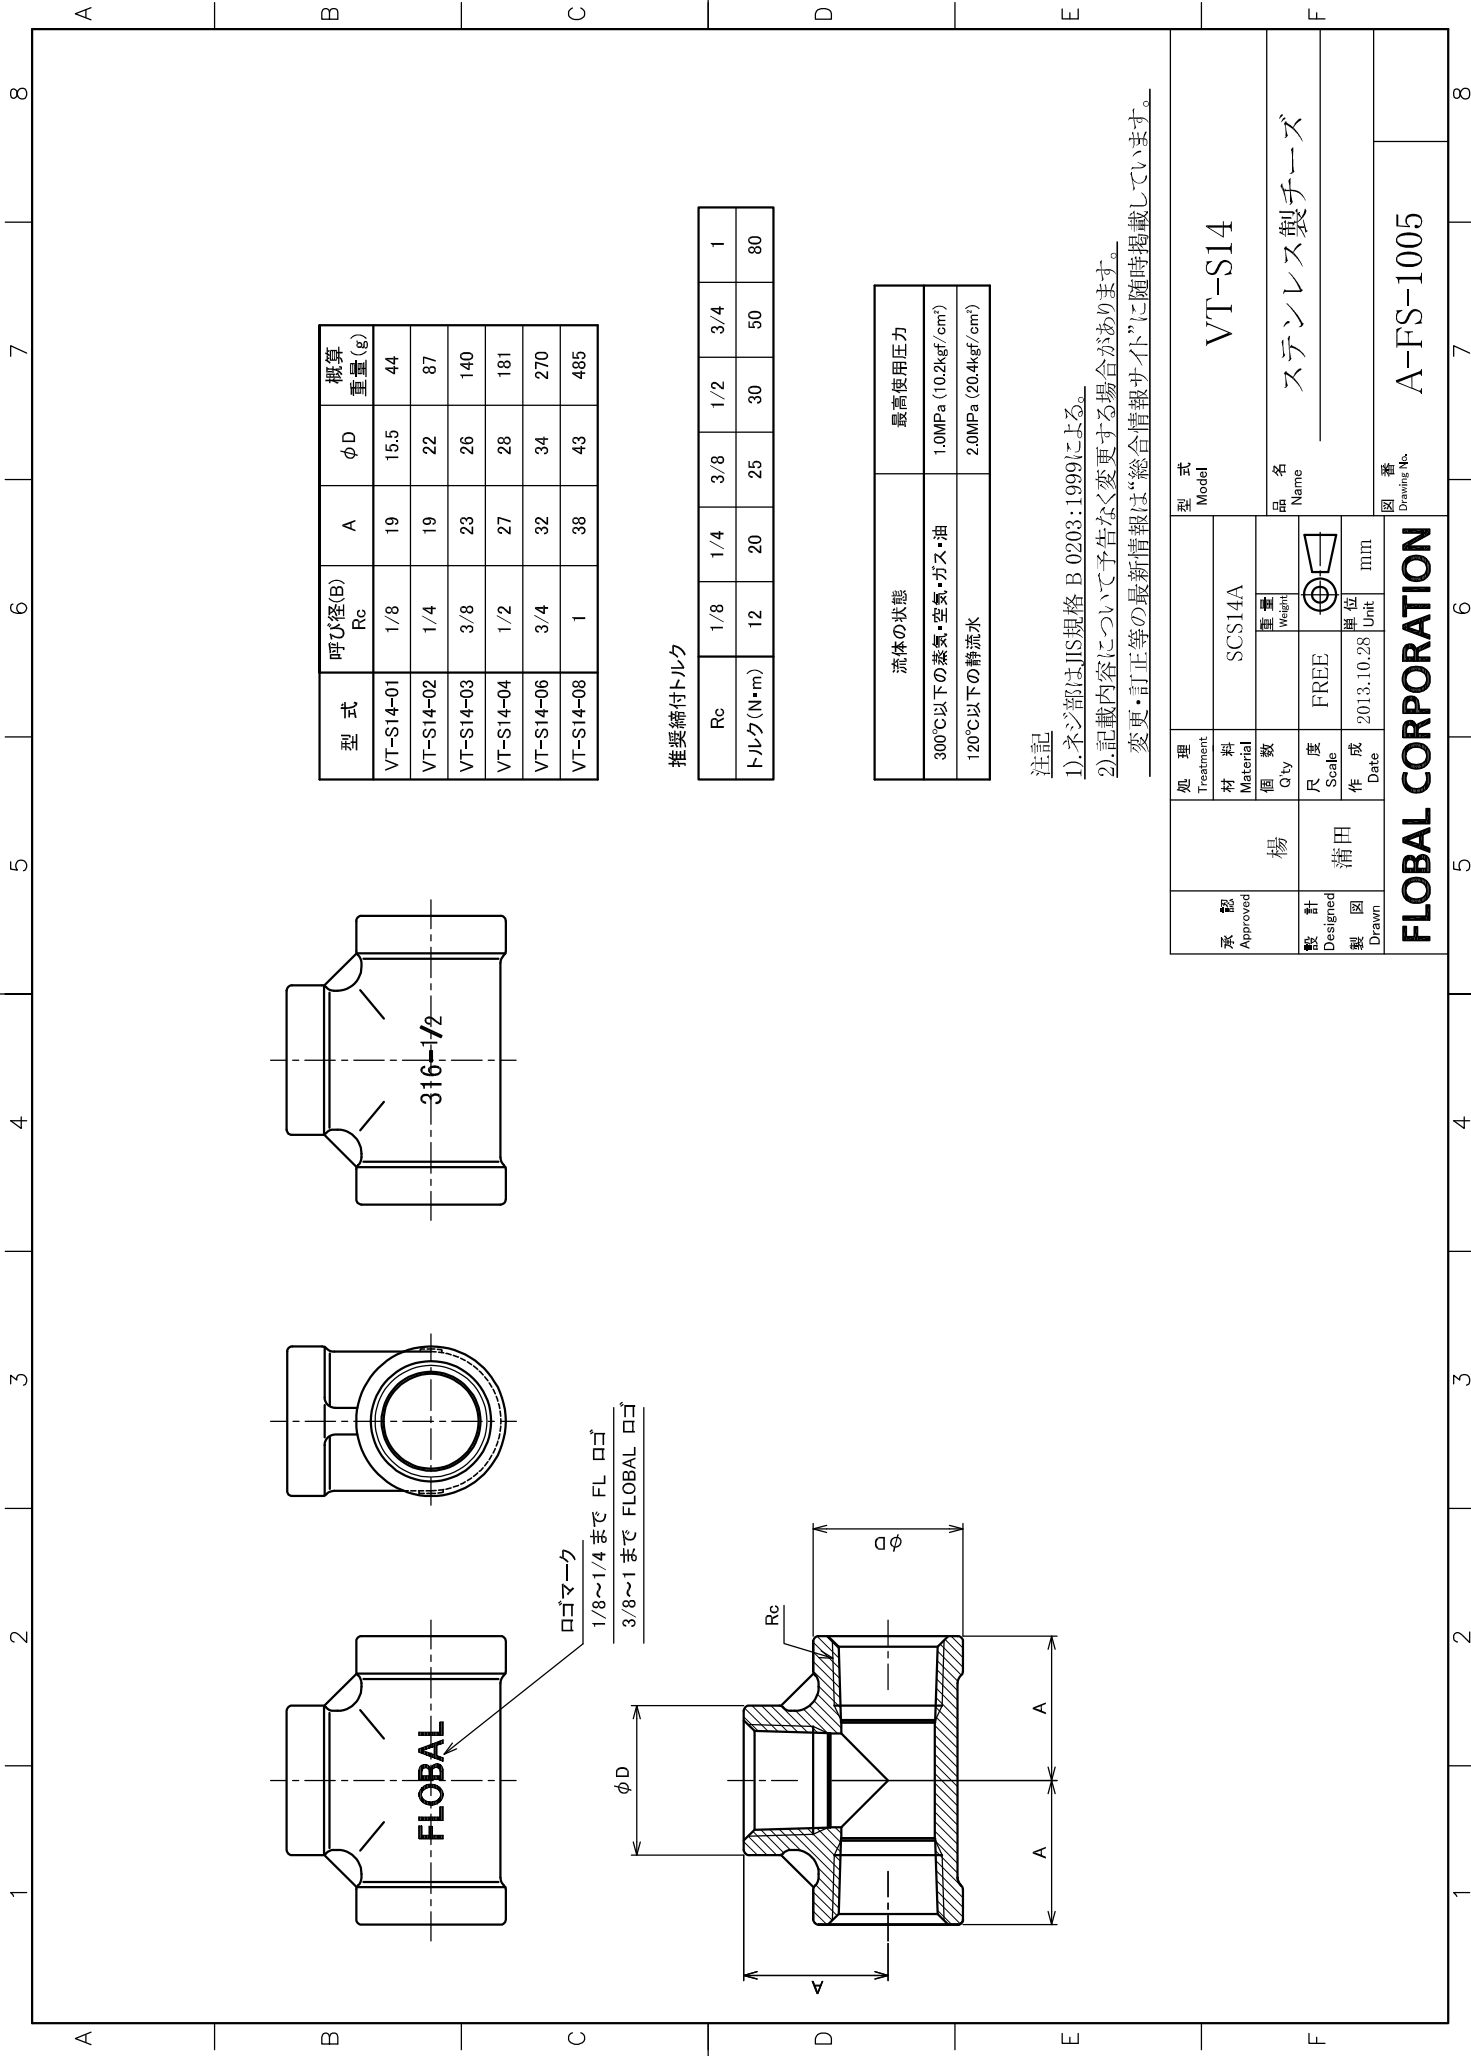 1 2 3 4 5 6 7 8
A
B
C
D
E
F
FLOBAL
ロゴマーク
1/8~1/4 まで FL ロゴ
3/8~1 まで FLOBAL ロゴ
316-1/2
φD
Rc
φD
A
A
A
型 式 呼び径(B) Rc A φD 概算重量(g)
VT-S14-01 1/8 19 15.5 44
VT-S14-02 1/4 19 22 87
VT-S14-03 3/8 23 26 140
VT-S14-04 1/2 27 28 181
VT-S14-06 3/4 32 34 270
VT-S14-08 1 38 43 485
推奨締付トルク
Rc 1/8 1/4 3/8 1/2 3/4 1
トルク(N・m) 12 20 25 30 50 80
流体の状態 最高使用圧力
300℃以下の蒸気・空気・ガス・油 1.0MPa (10.2kgf/cm²)
120℃以下の静流水 2.0MPa (20.4kgf/cm²)
注記
1).ネジ部はJIS規格 B 0203:1999による。
2).記載内容について予告なく変更する場合があります。
変更・訂正等の最新情報は“総合情報サイト”に随時掲載しています。
承 認 Approved 楊
設 計 Designed
製 図 Drawn
蒲田
処 理 Treatment
材 料 Material SCS14A
個 数 Q'ty
重 量 Weight
尺 度 Scale FREE
作 成 Date 2013.10.28
単 位 Unit mm
型 式 Model VT-S14
品 名 Name ステンレス製チーズ
図 番 Drawing No. A-FS-1005
FLOBAL CORPORATION
A
B
C
D
E
F
1 2 3 4 5 6 7 8